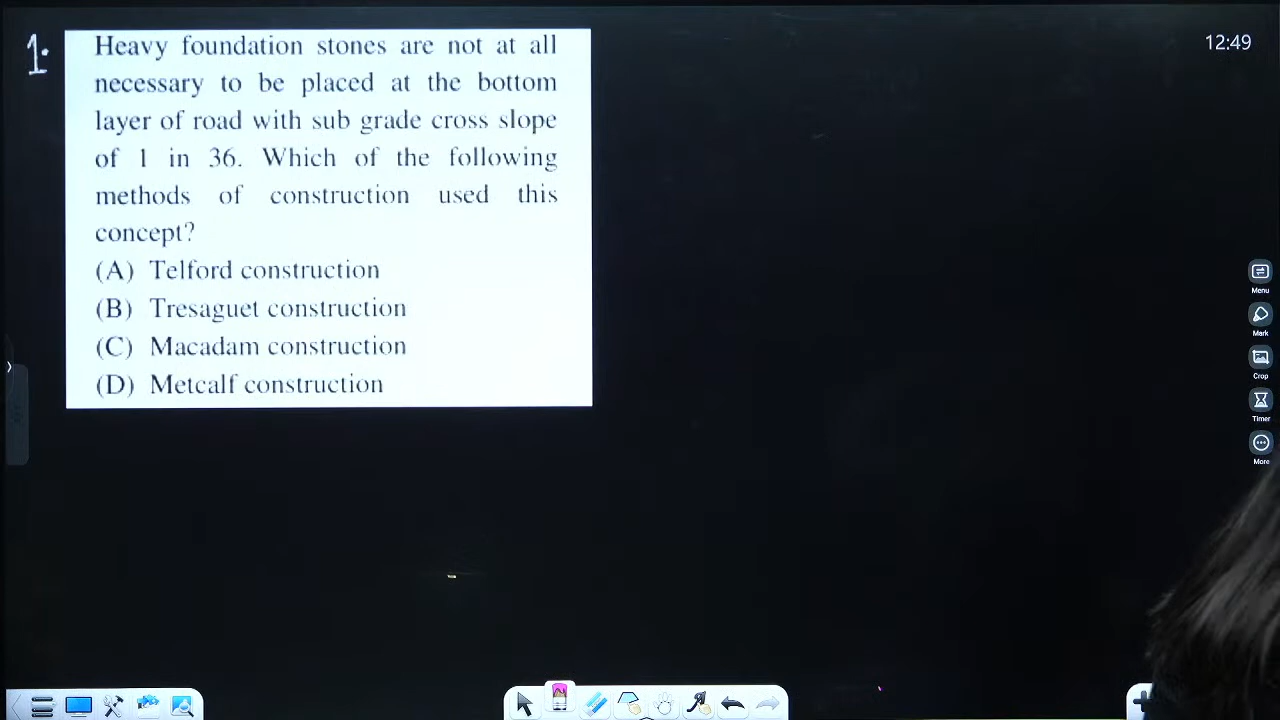 1.
Heavy foundation stones are not at all
necessary to be placed at the bottom
layer of road with sub grade cross slope
of 1 in 36. Which of the following
methods of construction used this
concept?
(A) Telford construction
(B) Tresaguet construction
(C) Macadam construction
(D) Metcalf construction
12:49
Menu
Mark
Crop
Timer
More